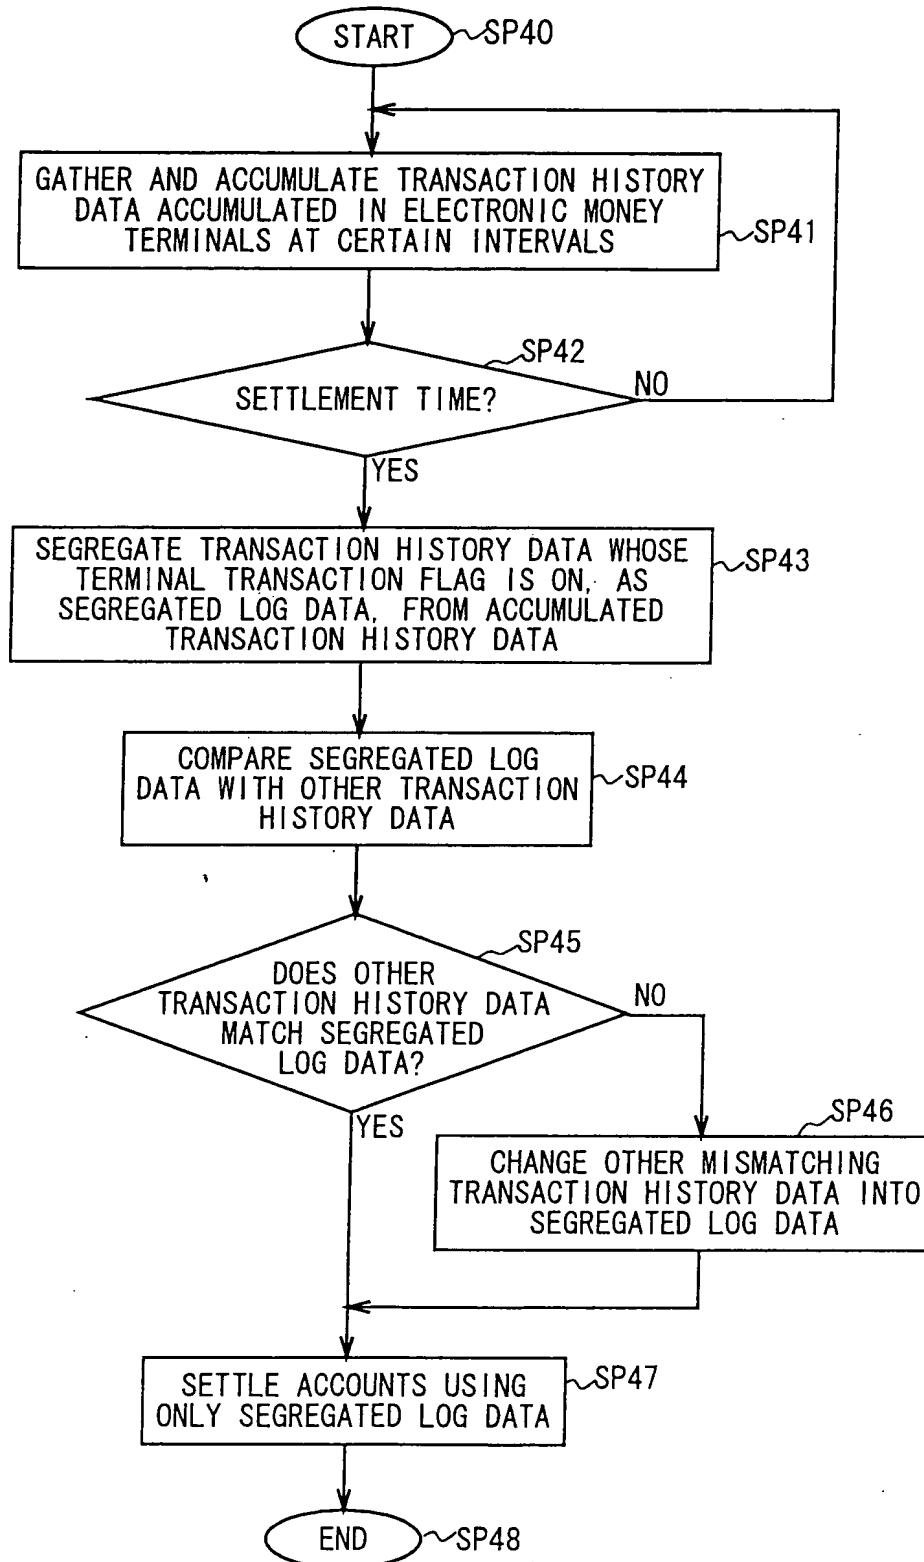 START
SP40
GATHER AND ACCUMULATE TRANSACTION HISTORY
DATA ACCUMULATED IN ELECTRONIC MONEY
TERMINALS AT CERTAIN INTERVALS
SP41
SP42
SETTLEMENT TIME?
NO
YES
SEGREGATE TRANSACTION HISTORY DATA WHOSE
TERMINAL TRANSACTION FLAG IS ON, AS
SEGREGATED LOG DATA, FROM ACCUMULATED
TRANSACTION HISTORY DATA
SP43
COMPARE SEGREGATED LOG
DATA WITH OTHER TRANSACTION
HISTORY DATA
SP44
SP45
DOES OTHER
TRANSACTION HISTORY DATA
MATCH SEGREGATED
LOG DATA?
NO
YES
SP46
CHANGE OTHER MISMATCHING
TRANSACTION HISTORY DATA INTO
SEGREGATED LOG DATA
SETTLE ACCOUNTS USING
ONLY SEGREGATED LOG DATA
SP47
END
SP48